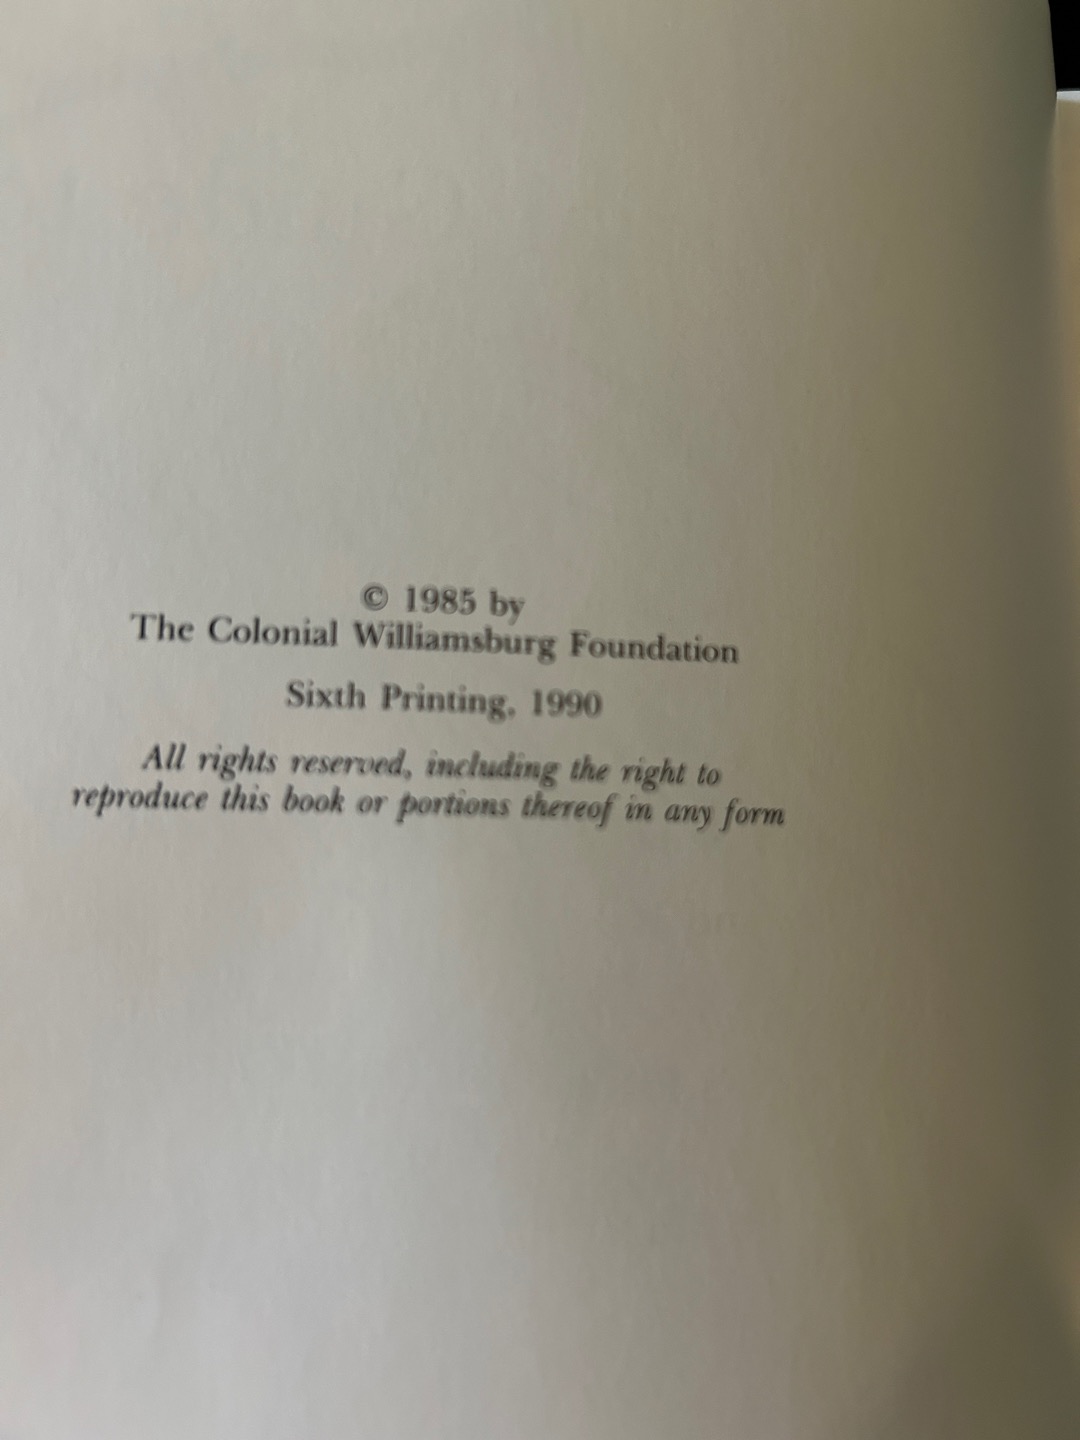 © 1985 by
The Colonial Williamsburg Foundation
Sixth Printing, 1990
All rights reserved, including the right to
reproduce this book or portions thereof in any form